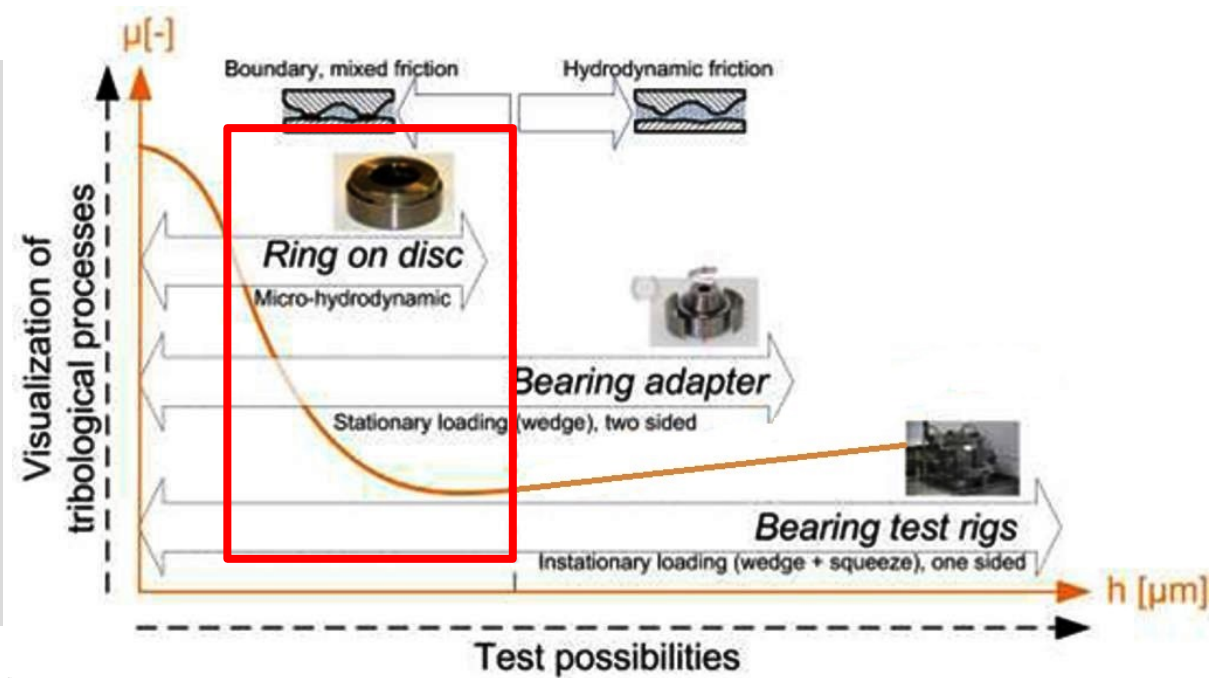 μ[-]
Boundary, mixed friction
Hydrodynamic friction
Ring on disc
Micro-hydrodynamic
Bearing adapter
Stationary loading (wedge), two sided
Bearing test rigs
Instationary loading (wedge + squeeze), one sided
h [μm]
Test possibilities
Visualization of
tribological processes